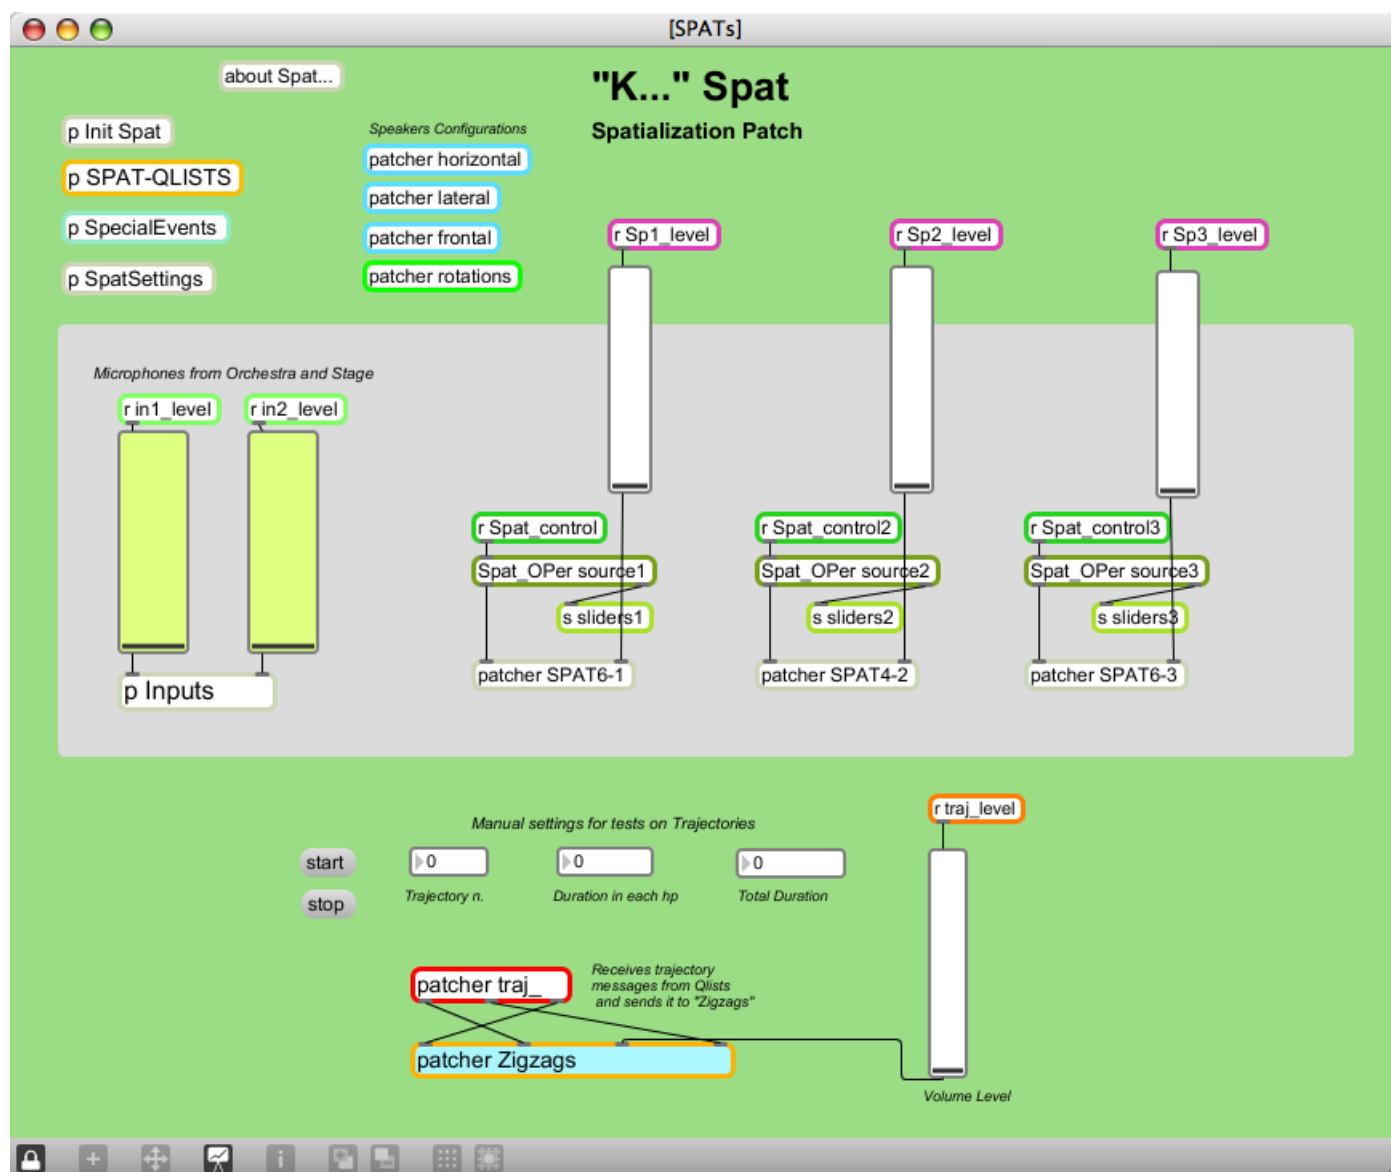 [SPATs]
about Spat...
"K..." Spat
Spatialization Patch
p Init Spat
p SPAT-QLISTS
p SpecialEvents
p SpatSettings
Speakers Configurations
patcher horizontal
patcher lateral
patcher frontal
patcher rotations
r Sp1_level
r Sp2_level
r Sp3_level
Microphones from Orchestra and Stage
r in1_level
r in2_level
p Inputs
r Spat_control
Spat_OPer source1
s sliders1
patcher SPAT6-1
r Spat_control2
Spat_OPer source2
s sliders2
patcher SPAT4-2
r Spat_control3
Spat_OPer source3
s sliders3
patcher SPAT6-3
Manual settings for tests on Trajectories
start
stop
0
0
0
Trajectory n.
Duration in each hp
Total Duration
r traj_level
patcher traj_
Receives trajectory
messages from Qlists
and sends it to "Zigzags"
patcher Zigzags
Volume Level